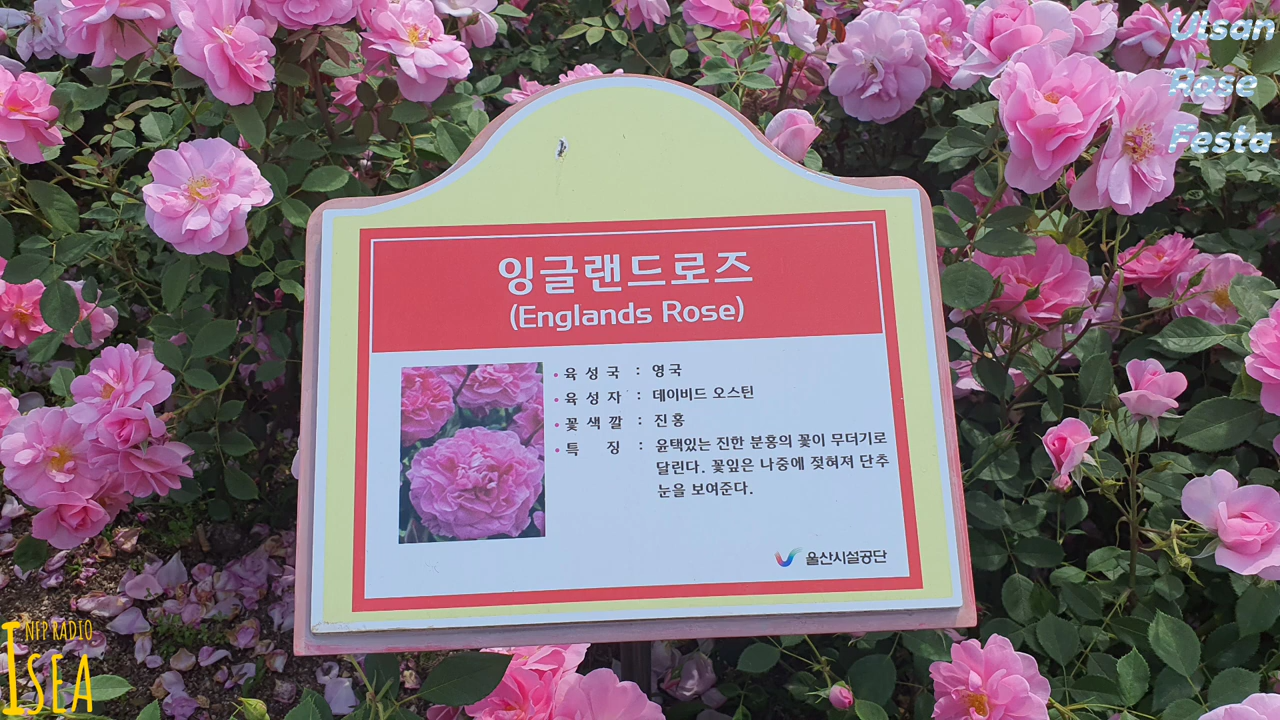 Ulsan
Rose
Festa
잉글랜드로즈
(Englands Rose)
• 육 성 국 : 영국
• 육 성 자 : 데이비드 오스틴
• 꽃 색 깔 : 진홍
• 특 징 : 윤택있는 진한 분홍의 꽃이 무더기로
달린다. 꽃잎은 나중에 젖혀저 단추
눈을 보여준다.
울산시설공단
NFP RADIO
ISEA